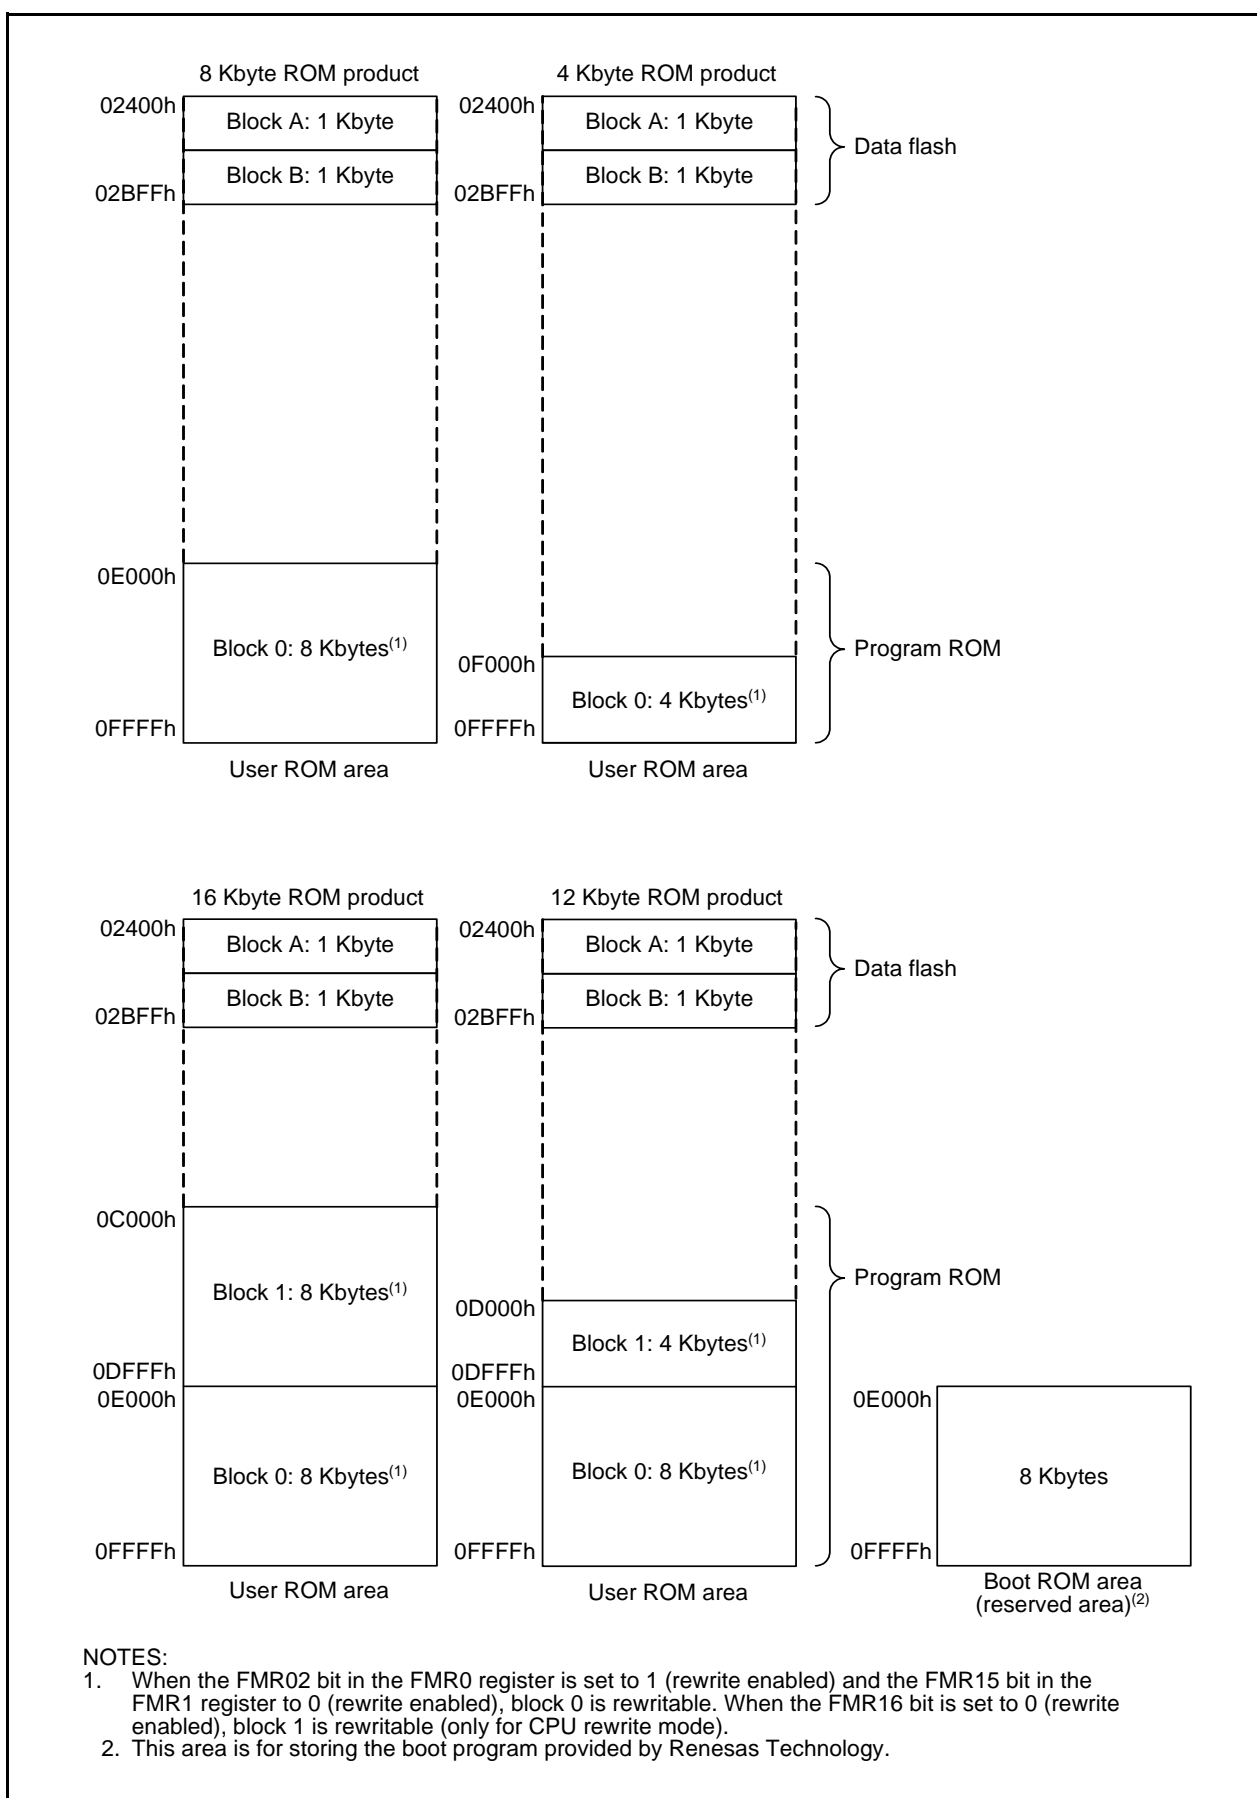 8 Kbyte ROM product
4 Kbyte ROM product
02400h
Block A: 1 Kbyte
02400h
Block A: 1 Kbyte
Data flash
Block B: 1 Kbyte
Block B: 1 Kbyte
02BFFh
02BFFh
0E000h
Block 0: 8 Kbytes(1)
Program ROM
0F000h
Block 0: 4 Kbytes(1)
0FFFFh
0FFFFh
User ROM area
User ROM area
16 Kbyte ROM product
12 Kbyte ROM product
02400h
Block A: 1 Kbyte
02400h
Block A: 1 Kbyte
Data flash
Block B: 1 Kbyte
Block B: 1 Kbyte
02BFFh
02BFFh
0C000h
Program ROM
Block 1: 8 Kbytes(1)
0D000h
Block 1: 4 Kbytes(1)
0DFFFh
0DFFFh
0E000h
0E000h
0E000h
Block 0: 8 Kbytes(1)
Block 0: 8 Kbytes(1)
8 Kbytes
0FFFFh
0FFFFh
0FFFFh
User ROM area
User ROM area
Boot ROM area
(reserved area)(2)
NOTES:
1. When the FMR02 bit in the FMR0 register is set to 1 (rewrite enabled) and the FMR15 bit in the
FMR1 register to 0 (rewrite enabled), block 0 is rewritable. When the FMR16 bit is set to 0 (rewrite
enabled), block 1 is rewritable (only for CPU rewrite mode).
2. This area is for storing the boot program provided by Renesas Technology.